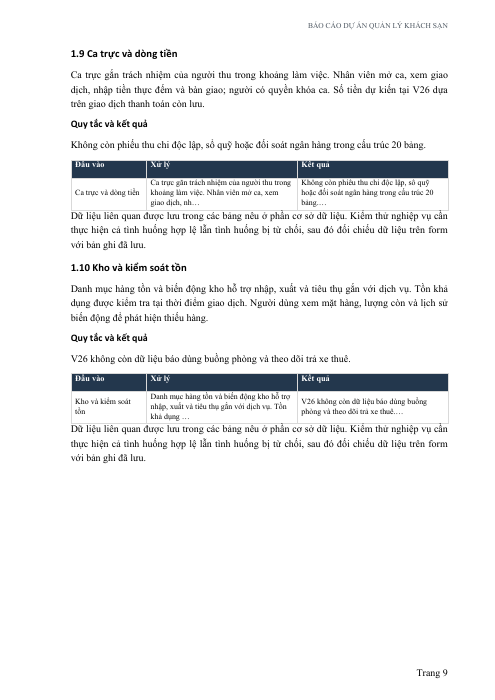 BÁO CÁO DỰ ÁN QUẢN LÝ KHÁCH SẠN
1.9 Ca trực và dòng tiền
Ca trực gắn trách nhiệm của người thu trong khoảng làm việc. Nhân viên mở ca, xem giao
dịch, nhập tiền thực đếm và bàn giao; người có quyền khóa ca. Số tiền dự kiến tại V26 dựa
trên giao dịch thanh toán còn lưu.
Quy tắc và kết quả
Không còn phiếu thu chi độc lập, sổ quỹ hoặc đối soát ngân hàng trong cấu trúc 20 bảng.
Đầu vào Xử lý Kết quả
Ca trực gắn trách nhiệm của người thu trong Không còn phiếu thu chi độc lập, sổ quỹ
Ca trực và dòng tiền khoảng làm việc. Nhân viên mở ca, xem hoặc đối soát ngân hàng trong cấu trúc 20
giao dịch, nh… bảng.…
Dữ liệu liên quan được lưu trong các bảng nêu ở phần cơ sở dữ liệu. Kiểm thử nghiệp vụ cần
thực hiện cả tình huống hợp lệ lẫn tình huống bị từ chối, sau đó đối chiếu dữ liệu trên form
với bản ghi đã lưu.
1.10 Kho và kiểm soát tồn
Danh mục hàng tồn và biến động kho hỗ trợ nhập, xuất và tiêu thụ gắn với dịch vụ. Tồn khả
dụng được kiểm tra tại thời điểm giao dịch. Người dùng xem mặt hàng, lượng còn và lịch sử
biến động để phát hiện thiếu hàng.
Quy tắc và kết quả
V26 không còn dữ liệu bảo dùng buồng phòng và theo dõi trả xe thuê.
Đầu vào Xử lý Kết quả
Kho và kiểm soát Danh mục hàng tồn và biến động kho hỗ trợ V26 không còn dữ liệu bảo dùng buồng
tồn nhập, xuất và tiêu thụ gắn với dịch vụ. Tồn phòng và theo dõi trả xe thuê.…
khả dụng …
Dữ liệu liên quan được lưu trong các bảng nêu ở phần cơ sở dữ liệu. Kiểm thử nghiệp vụ cần
thực hiện cả tình huống hợp lệ lẫn tình huống bị từ chối, sau đó đối chiếu dữ liệu trên form
với bản ghi đã lưu.
Trang 9